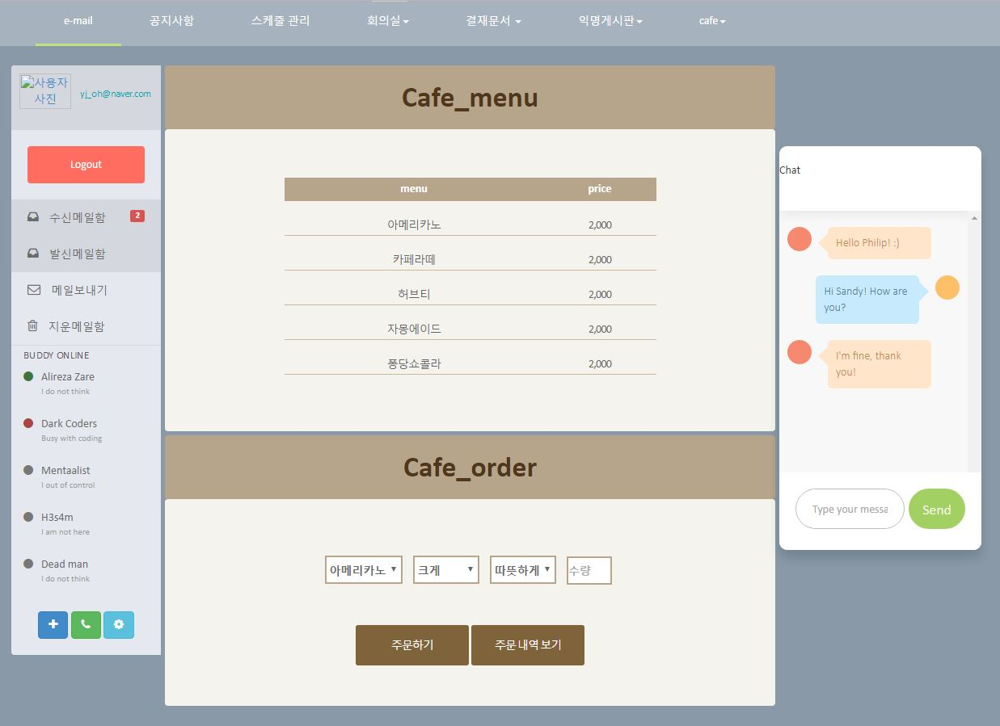 e-mail 공지사항 스케줄 관리 회의실 결재문서 익명게시판 cafe
사용자
사진
yj_oh@naver.com
Logout
수신메일함 2
발신메일함
메일보내기
지운메일함
BUDDY ONLINE
Alireza Zare
I do not think
Dark Coders
Busy with coding
Mentaalist
I out of control
H3s4m
I am not here
Dead man
I do not think
Cafe_menu
menu price
아메리카노 2,000
카페라떼 2,000
허브티 2,000
자몽에이드 2,000
퐁당쇼콜라 2,000
Cafe_order
아메리카노 크게 따뜻하게 수량
주문하기 주문 내역 보기
Chat
Hello Philip! :)
Hi Sandy! How are
you?
I'm fine, thank
you!
Type your messa Send